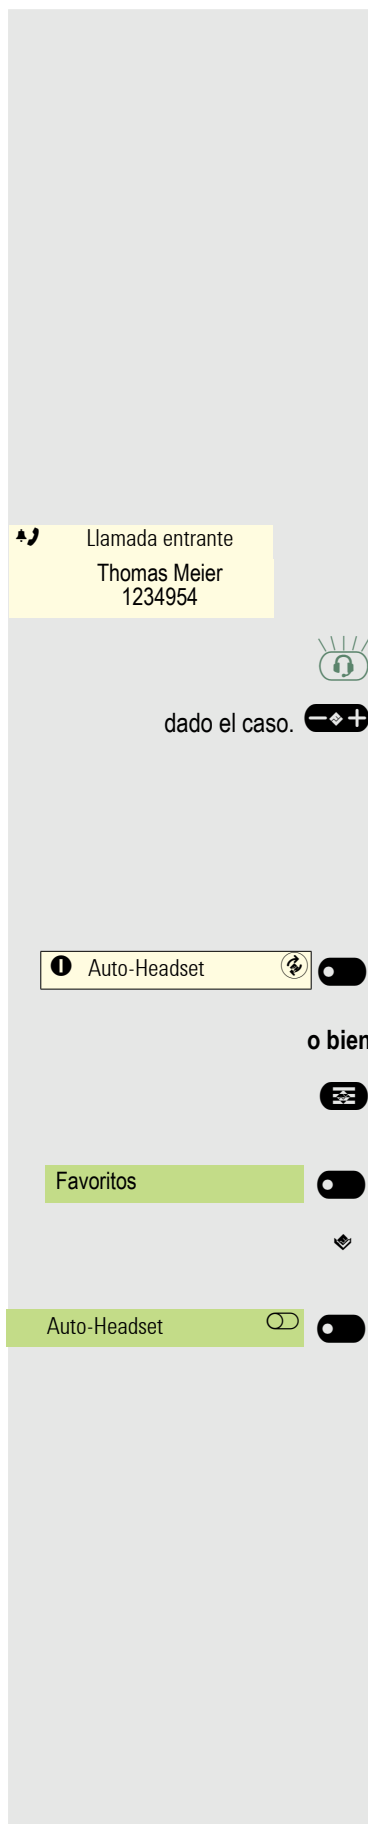 Llamada entrante
Thomas Meier
1234954
dado el caso.
Auto-Headset
o bien
Favoritos
Auto-Headset